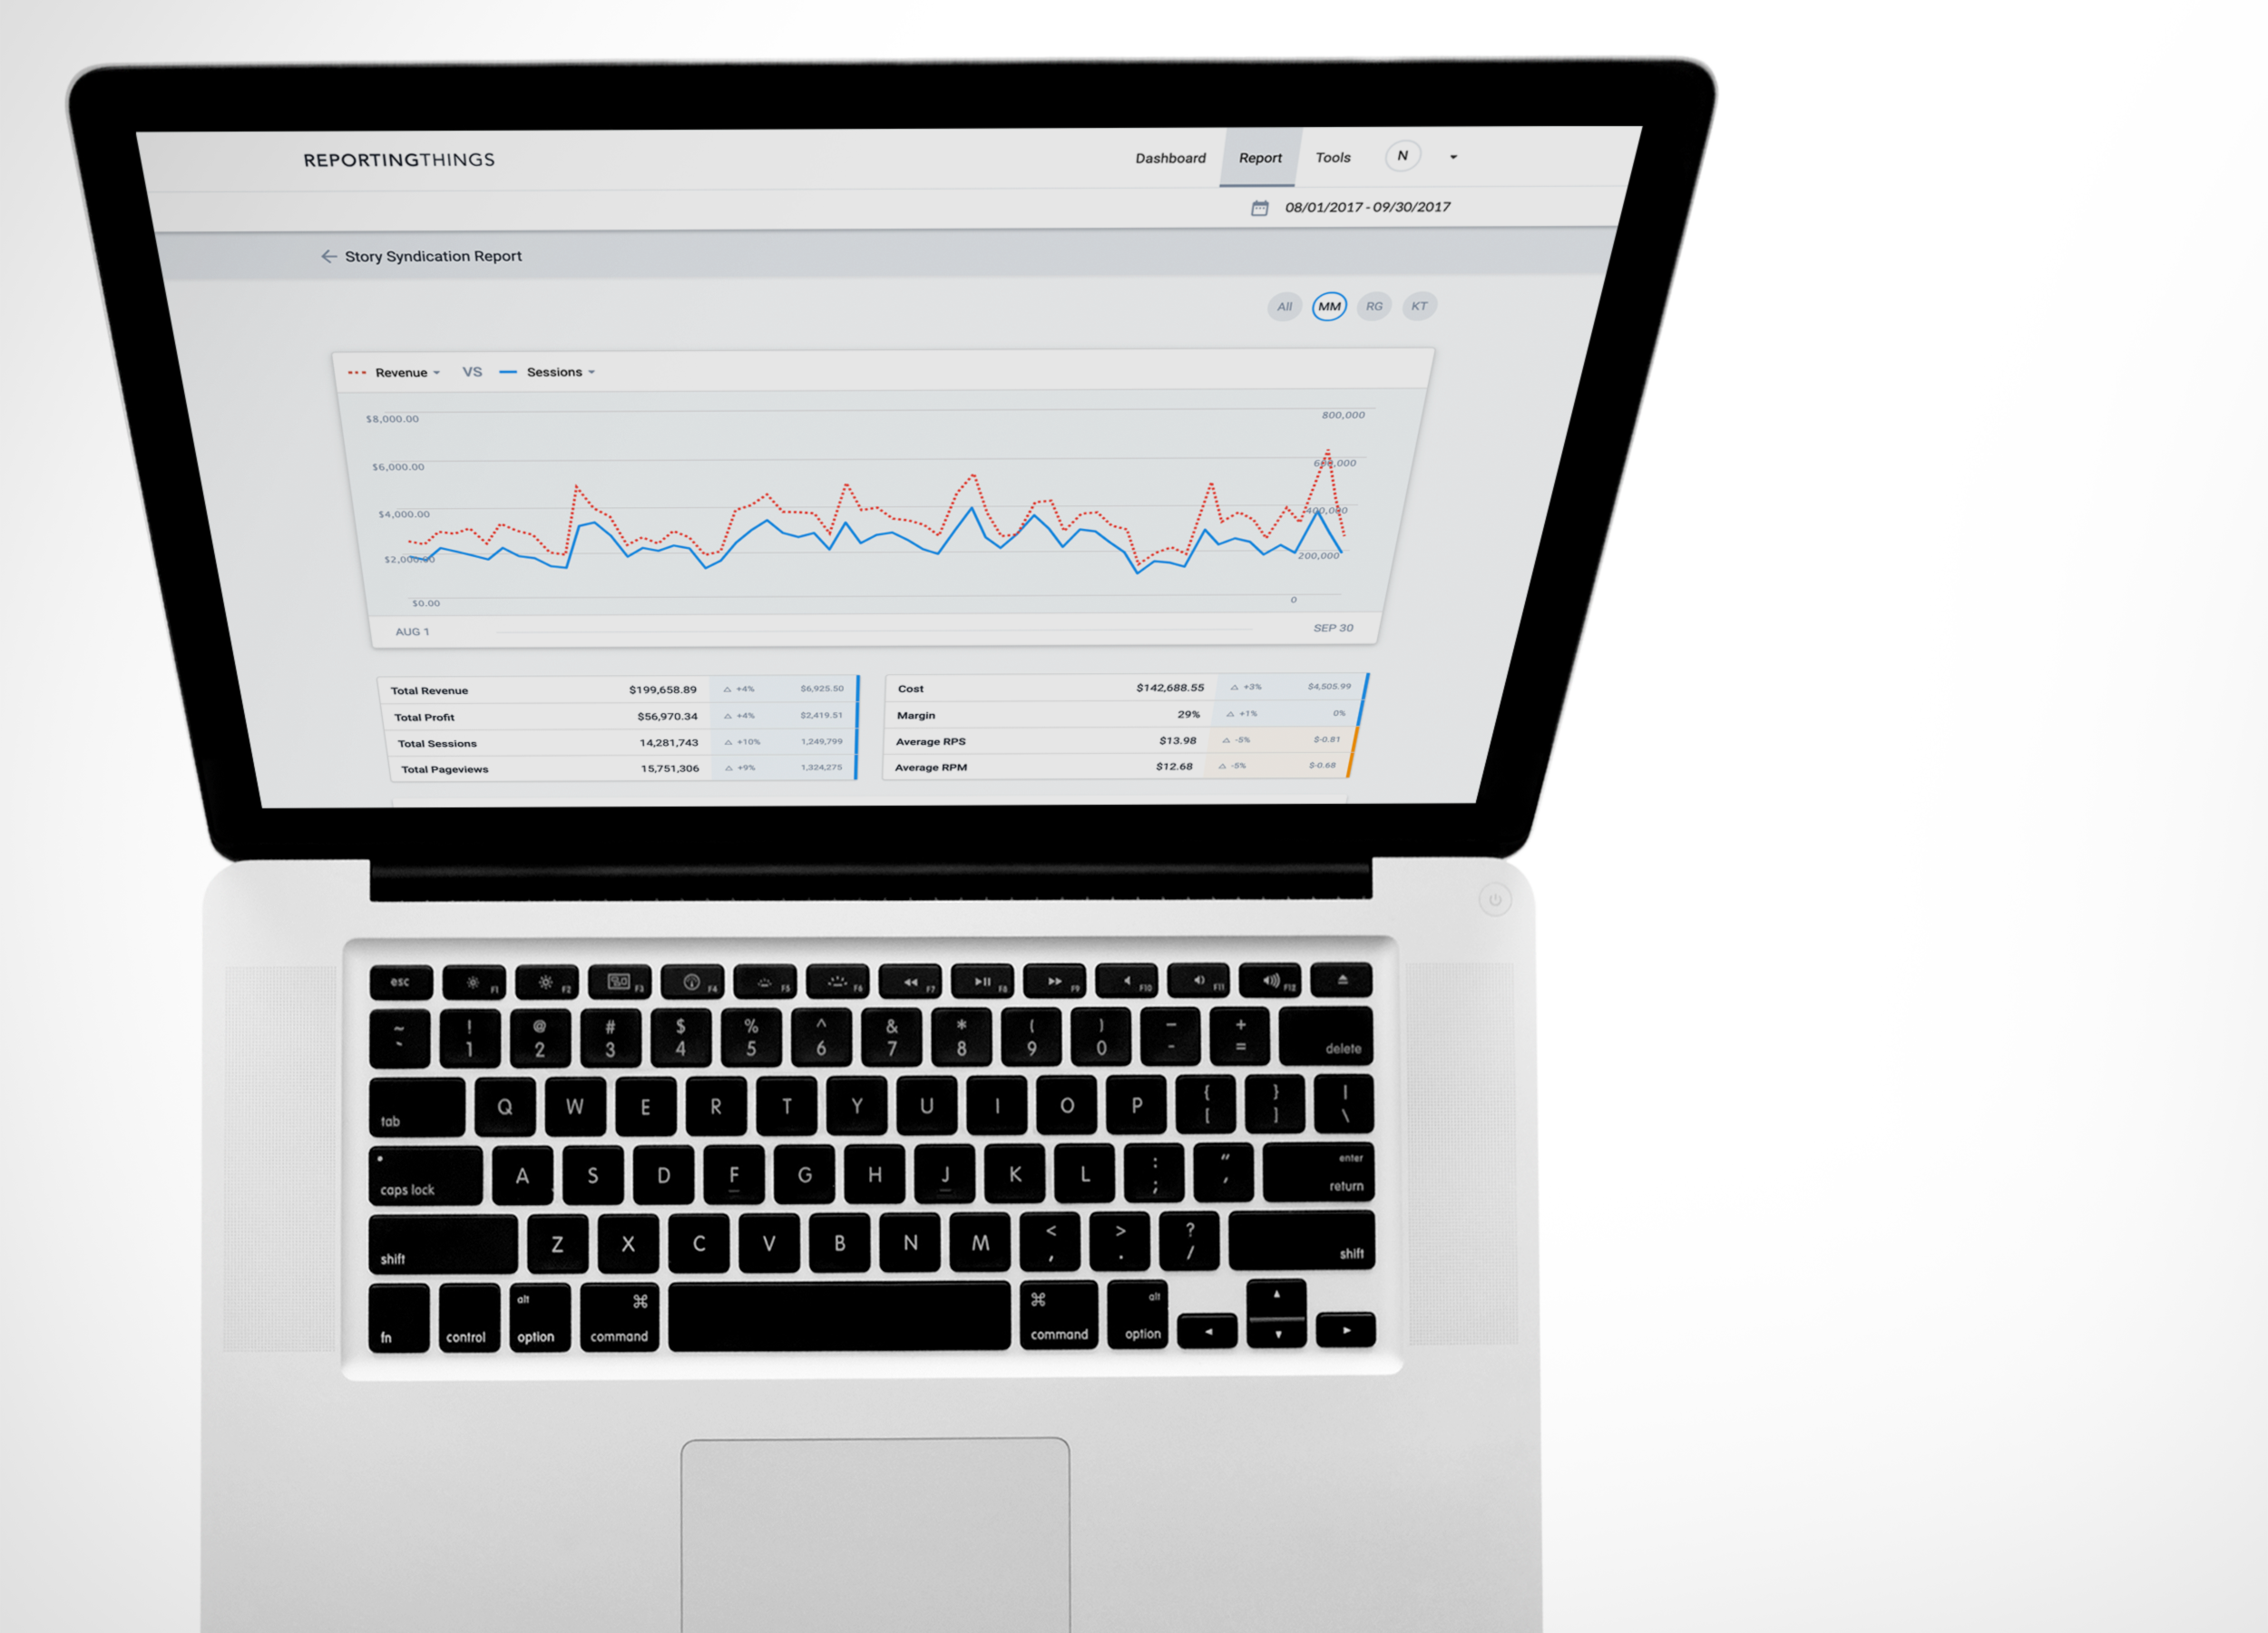 REPORTINGTHINGS Dashboard Report Tools N
08/01/2017 - 09/30/2017
Story Syndication Report
All MM RG KT
Revenue VS Sessions
$8,000.00 800,000
$6,000.00 600,000
$4,000.00 400,000
$2,000.00 200,000
$0.00 0
AUG 1 SEP 30
Total Revenue $199,658.89 +4% $6,925.50
Total Profit $56,970.34 +4% $2,419.51
Total Sessions 14,281,743 +10% 1,249,799
Total Pageviews 15,751,306 +9% 1,324,275
Cost $142,688.55 +3% $4,505.99
Margin 29% +1% 0%
Average RPS $13.98 -5% $-0.81
Average RPM $12.68 -5% $-0.68
esc F1 F2 F3 F4 F5 F6 F7 F8 F9 F10 F11 F12
~ ! @ # $ % ^ & * ( ) – +
` 1 2 3 4 5 6 7 8 9 0 - = delete
tab Q W E R T Y U I O P { [ } ] | \
caps lock A S D F G H J K L : ; " ' enter return
shift Z X C V B N M < , > . ? / shift
alt ⌘ ⌘ alt
fn control option command command option